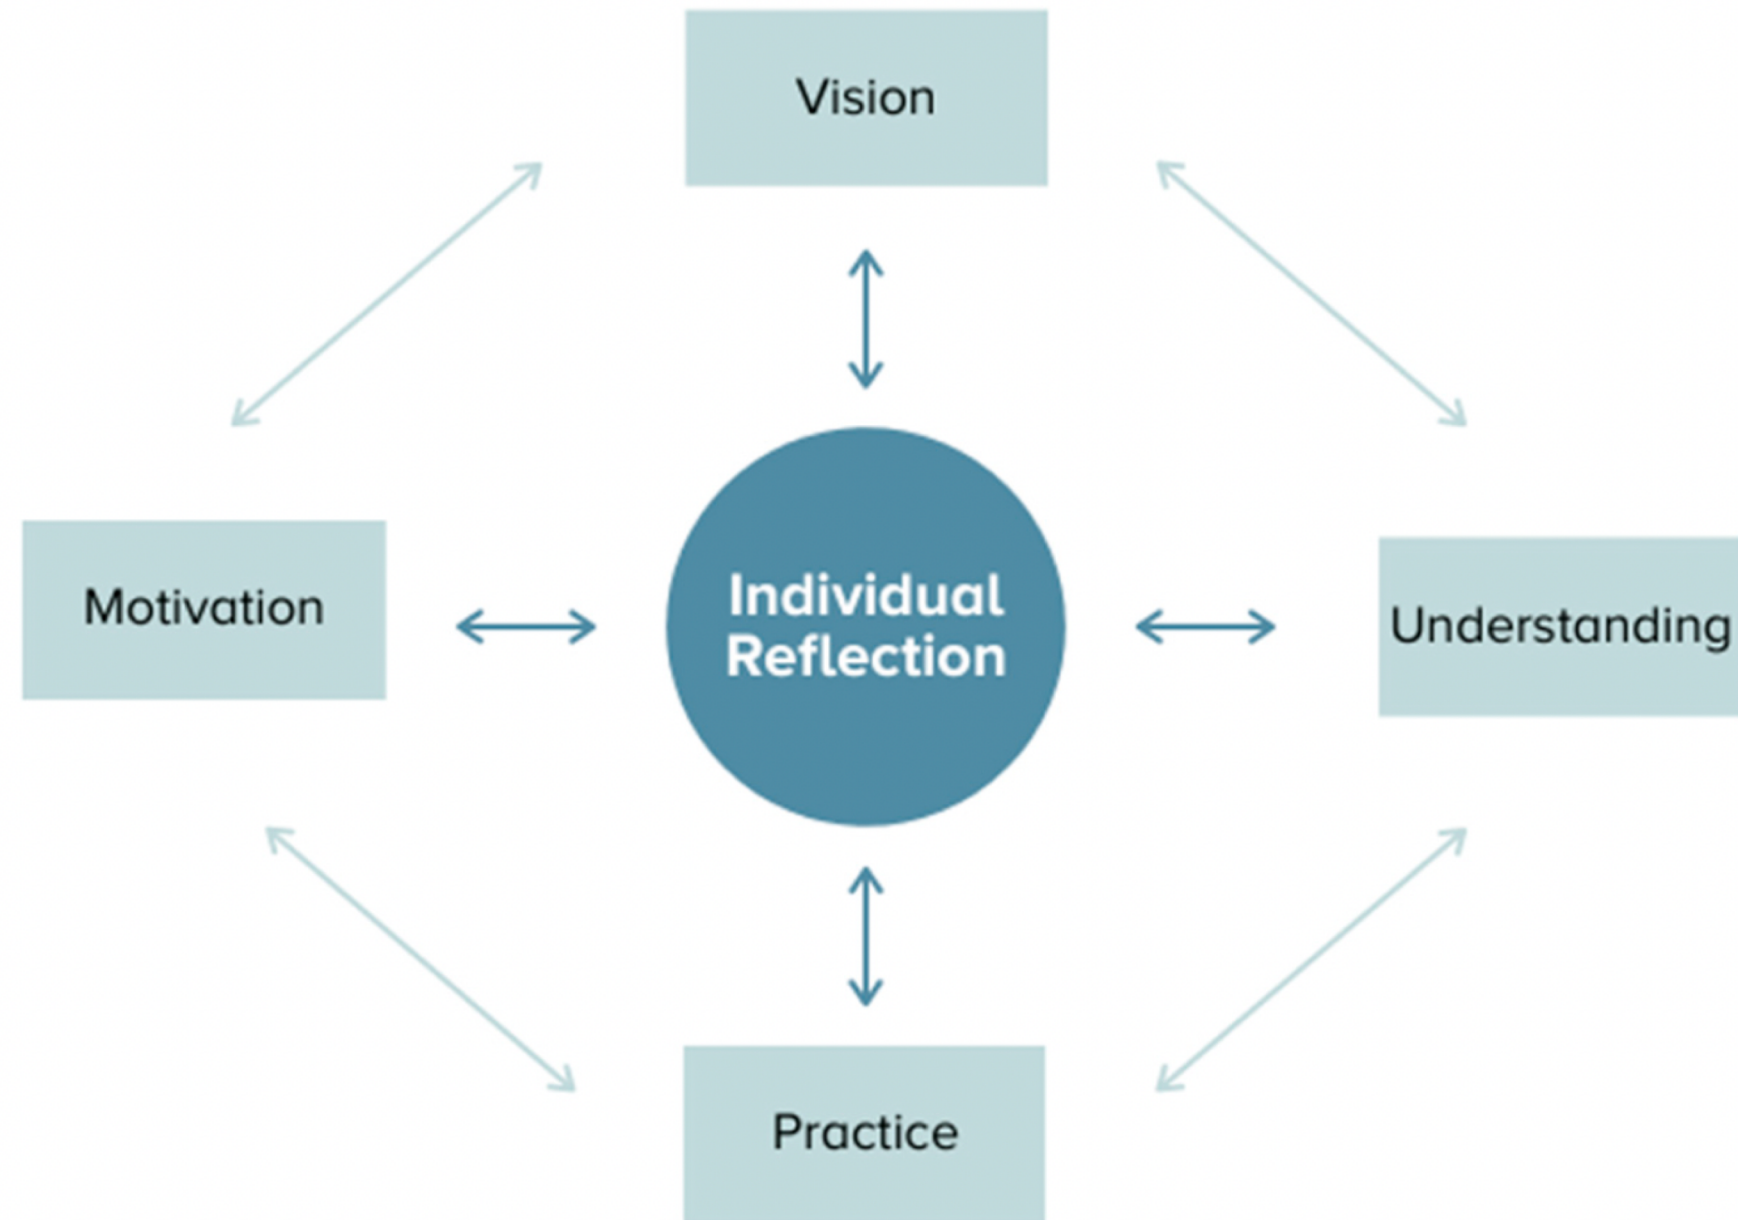 Vision
Motivation
Individual
Reflection
Understanding
Practice